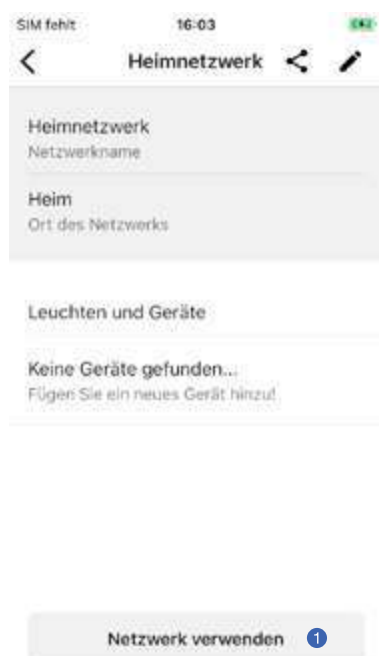 SIM fehlt 16:03
Heimnetzwerk
Heimnetzwerk
Netzwerkname
Heim
Ort des Netzwerks
Leuchten und Geräte
Keine Geräte gefunden...
Fügen Sie ein neues Gerät hinzu!
Netzwerk verwenden 1